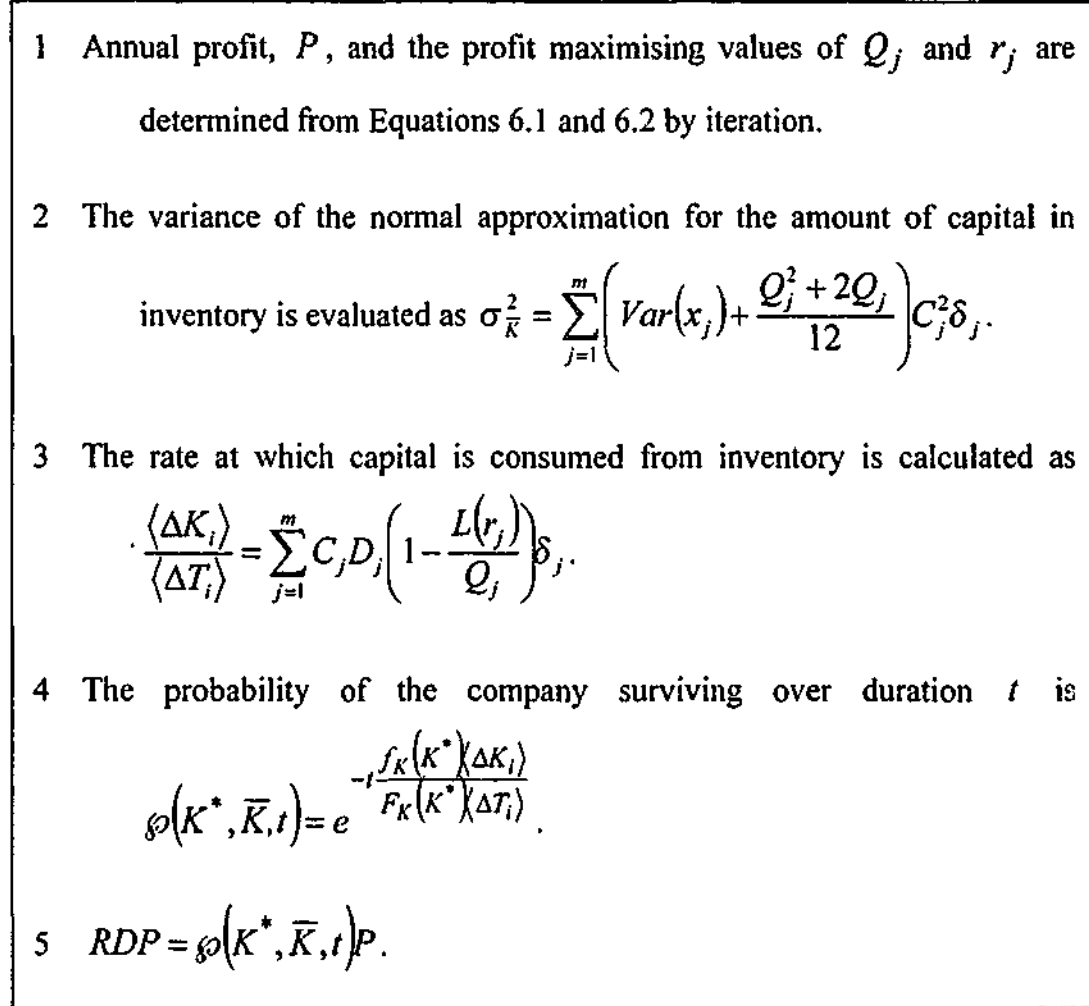 1 Annual profit, P, and the profit maximising values of Q_j and r_j are
determined from Equations 6.1 and 6.2 by iteration.
2 The variance of the normal approximation for the amount of capital in
inventory is evaluated as σ_K̅^2 = ∑_{j=1}^{m} ( Var(x_j) + (Q_j^2 + 2Q_j)/12 ) C_j^2 δ_j.
3 The rate at which capital is consumed from inventory is calculated as
⟨ΔK_i⟩/⟨ΔT_i⟩ = ∑_{j=1}^{m} C_j D_j ( 1 − L(r_j)/Q_j ) δ_j.
4 The probability of the company surviving over duration t is
℘(K^*, K̅, t) = e^{−t (f_K(K^*)⟨ΔK_i⟩)/(F_K(K^*)⟨ΔT_i⟩)}.
5 RDP = ℘(K^*, K̅, t)P.